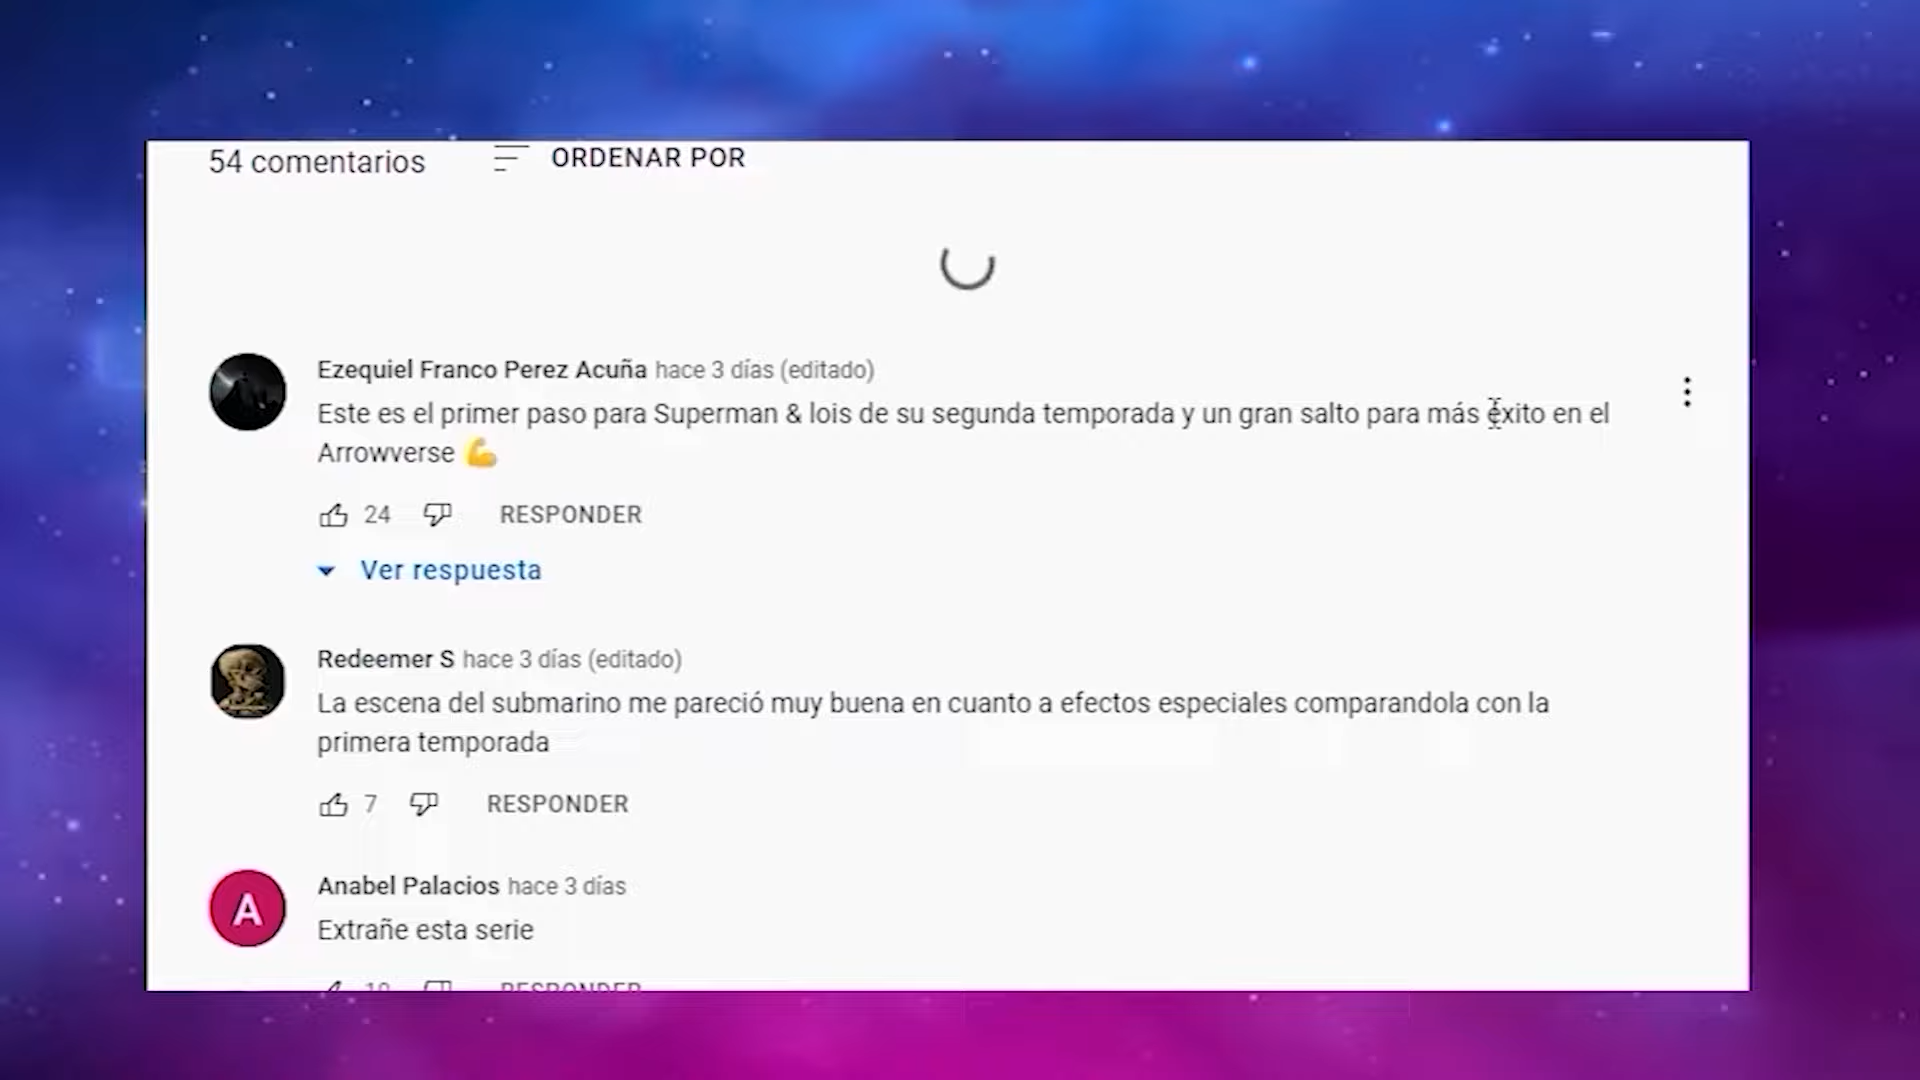 54 comentarios ORDENAR POR
Ezequiel Franco Perez Acuña hace 3 días (editado)
Este es el primer paso para Superman & lois de su segunda temporada y un gran salto para más éxito en el
Arrowverse 💪
24 RESPONDER
Ver respuesta
Redeemer S hace 3 días (editado)
La escena del submarino me pareció muy buena en cuanto a efectos especiales comparandola con la
primera temporada
7 RESPONDER
A
Anabel Palacios hace 3 días
Extrañe esta serie
RESPONDER